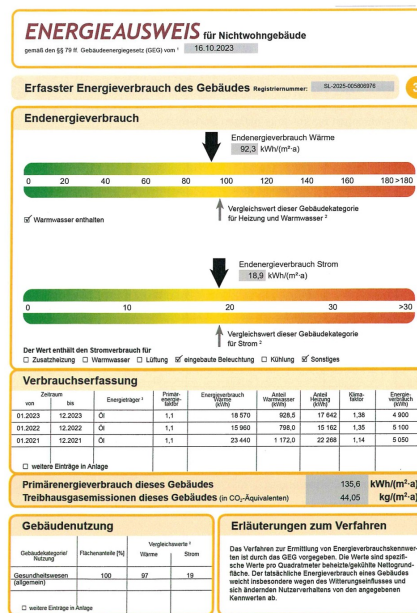 ENERGIEAUSWEIS für Nichtwohngebäude
gemäß den §§ 79 ff. Gebäudeenergiegesetz (GEG) vom ¹ 16.10.2023
Erfasster Energieverbrauch des Gebäudes Registriernummer: SL-2025-005806976 3
Endenergieverbrauch
Endenergieverbrauch Wärme
92,3 kWh/(m²·a)
0 20 40 60 80 100 120 140 160 180 >180
☑ Warmwasser enthalten
Vergleichswert dieser Gebäudekategorie
für Heizung und Warmwasser ²
Endenergieverbrauch Strom
18,9 kWh/(m²·a)
0 10 20 30 >30
Vergleichswert dieser Gebäudekategorie
für Strom ²
Der Wert enthält den Stromverbrauch für
☐ Zusatzheizung ☐ Warmwasser ☐ Lüftung ☑ eingebaute Beleuchtung ☐ Kühlung ☑ Sonstiges
Verbrauchserfassung
Zeitraum von bis Energieträger ³ Primär-energie-faktor Energieverbrauch Wärme (kWh) Anteil Warmwasser (kWh) Anteil Heizung (kWh) Klima-faktor Energie-verbrauch (kWh)
01.2023 12.2023 Öl 1,1 18 570 928,5 17 642 1,38 4 900
01.2022 12.2022 Öl 1,1 15 960 798,0 15 162 1,35 5 100
01.2021 12.2021 Öl 1,1 23 440 1 172,0 22 268 1,14 5 050
☐ weitere Einträge in Anlage
Primärenergieverbrauch dieses Gebäudes 135,6 kWh/(m²·a)
Treibhausgasemissionen dieses Gebäudes (in CO₂-Äquivalenten) 44,05 kg/(m²·a)
Gebäudenutzung
Gebäudekategorie/ Nutzung Flächenanteile [%] Vergleichswerte ² Wärme Strom
Gesundheitswesen (allgemein) 100 97 19
☐ weitere Einträge in Anlage
Erläuterungen zum Verfahren
Das Verfahren zur Ermittlung von Energieverbrauchskennwer-
ten ist durch das GEG vorgegeben. Die Werte sind spezifi-
sche Werte pro Quadratmeter beheizte/gekühlte Nettogrund-
fläche. Der tatsächliche Energieverbrauch eines Gebäudes
weicht insbesondere wegen des Witterungseinflusses und
sich ändernden Nutzerverhaltens von den angegebenen
Kennwerten ab.